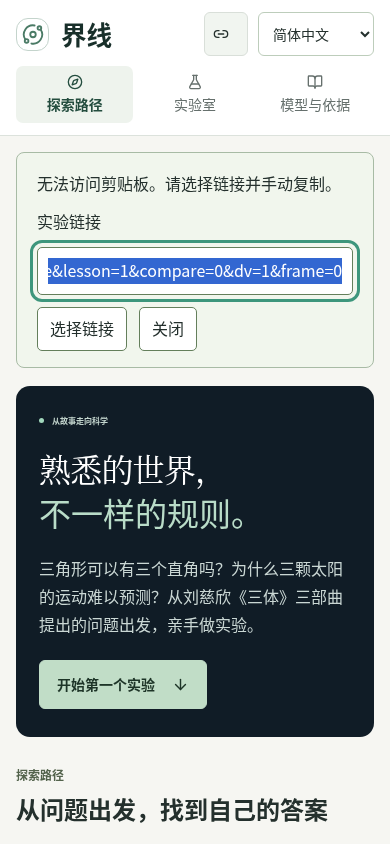 界线
简体中文
探索路径
实验室
模型与依据
无法访问剪贴板。请选择链接并手动复制。
实验链接
e&lesson=1&compare=0&dv=1&frame=0
选择链接
关闭
从故事走向科学
熟悉的世界,
不一样的规则。
三角形可以有三个直角吗？为什么三颗太阳
的运动难以预测？从刘慈欣《三体》三部曲
提出的问题出发，亲手做实验。
开始第一个实验
探索路径
从问题出发，找到自己的答案